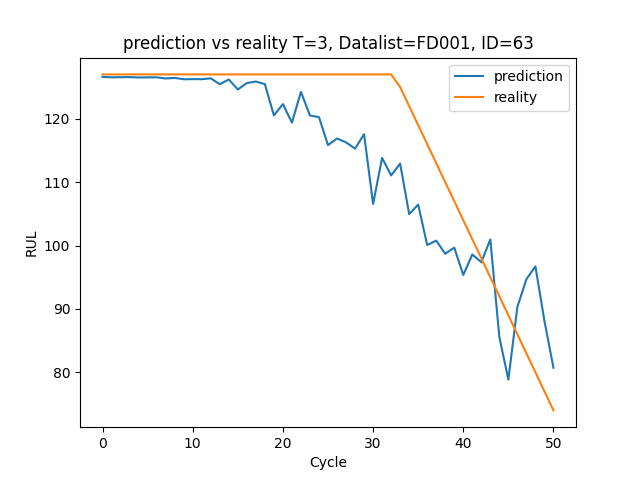 prediction vs reality T=3, Datalist=FD001, ID=63
prediction
reality
120
110
100
90
80
RUL
0 10 20 30 40 50
Cycle